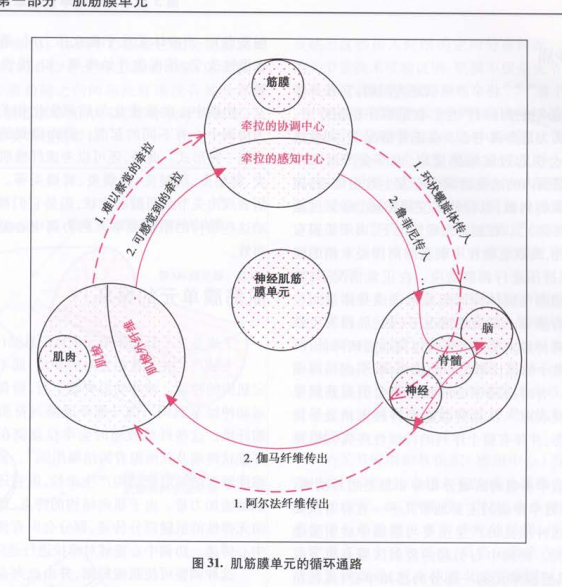 第一部分 肌筋膜单元
筋膜
牵拉的协调中心
牵拉的感知中心
1. 难以察觉的牵拉
2. 可感觉到的牵拉
1. 环状螺旋体传入
2. 鲁菲尼传入
神经肌筋
膜单元
肌肉
肌梭
肌梭外纤维
脑
脊髓
神经
2. 伽马纤维传出
1. 阿尔法纤维传出
图 31. 肌筋膜单元的循环通路